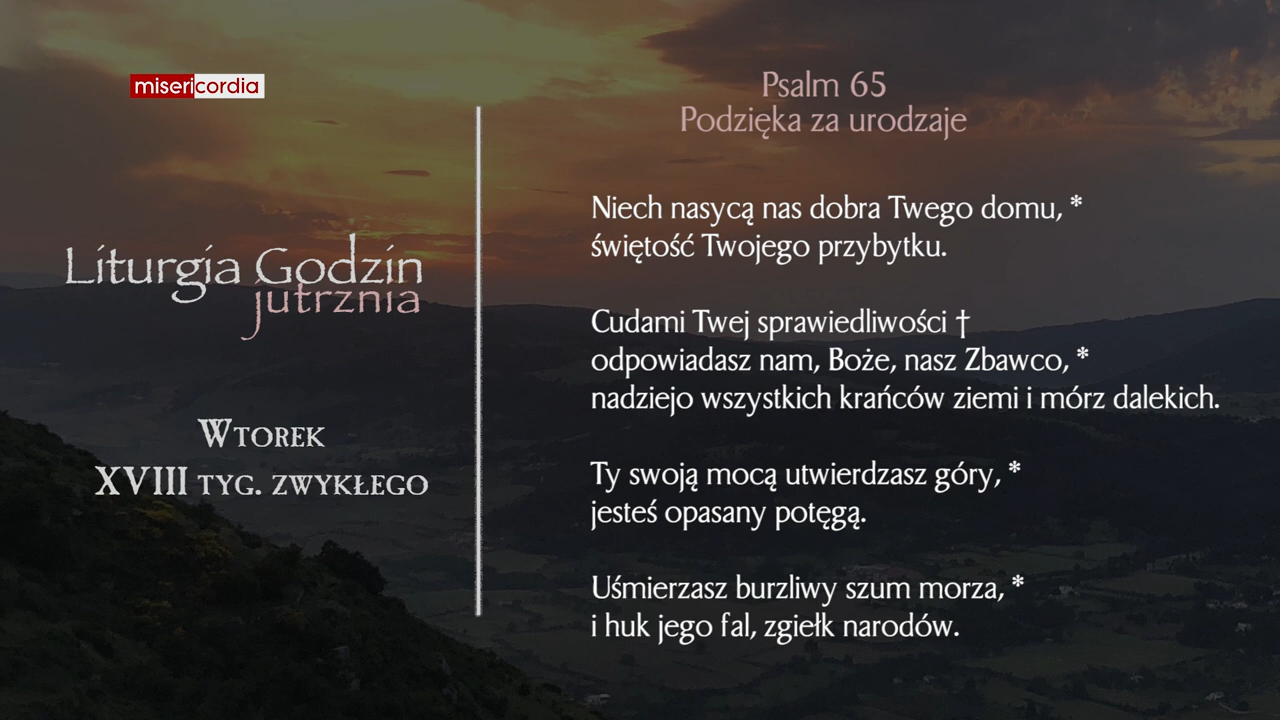 misericordia
Liturgia Godzin
jutrznia
Wtorek
XVIII tyg. zwykłego
Psalm 65
Podzięka za urodzaje
Niech nasycą nas dobra Twego domu, *
świętość Twojego przybytku.
Cudami Twej sprawiedliwości †
odpowiadasz nam, Boże, nasz Zbawco, *
nadziejo wszystkich krańców ziemi i mórz dalekich.
Ty swoją mocą utwierdzasz góry, *
jesteś opasany potęgą.
Uśmierzasz burzliwy szum morza, *
i huk jego fal, zgiełk narodów.